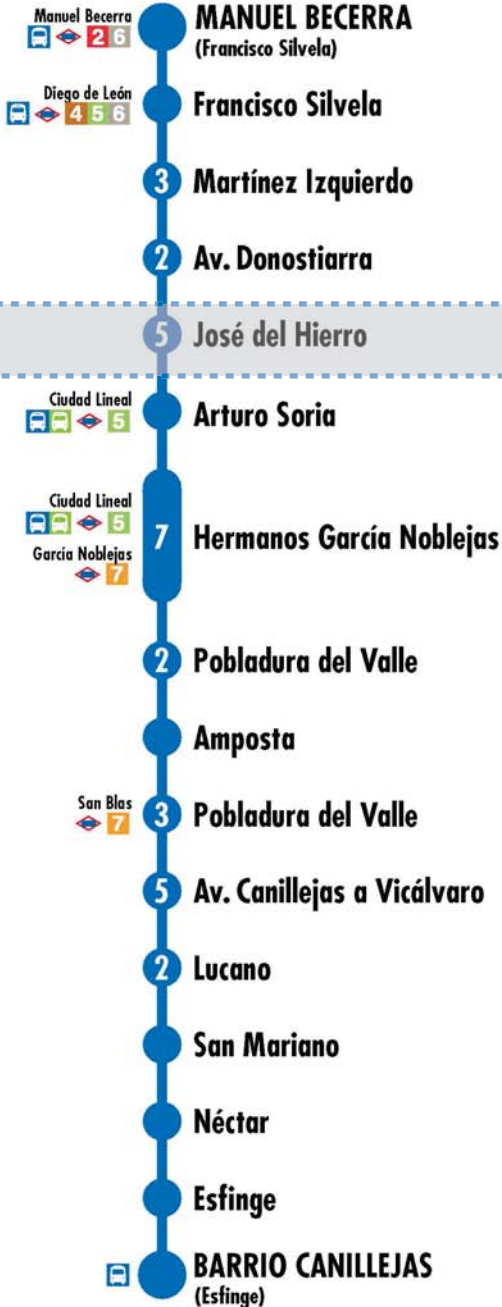 Manuel Becerra
2 6
MANUEL BECERRA
(Francisco Silvela)
Diego de León
4 5 6
Francisco Silvela
3 Martínez Izquierdo
2 Av. Donostiarra
5 José del Hierro
Ciudad Lineal
5
Arturo Soria
Ciudad Lineal
5
García Noblejas
7
7 Hermanos García Noblejas
2 Pobladura del Valle
Amposta
San Blas
7
3 Pobladura del Valle
5 Av. Canillejas a Vicálvaro
2 Lucano
San Mariano
Néctar
Esfinge
BARRIO CANILLEJAS
(Esfinge)